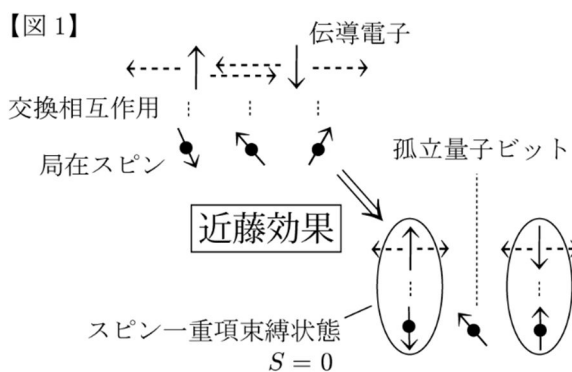 【図1】
伝導電子
交換相互作用
局在スピン
孤立量子ビット
近藤効果
スピン一重項束縛状態
S = 0